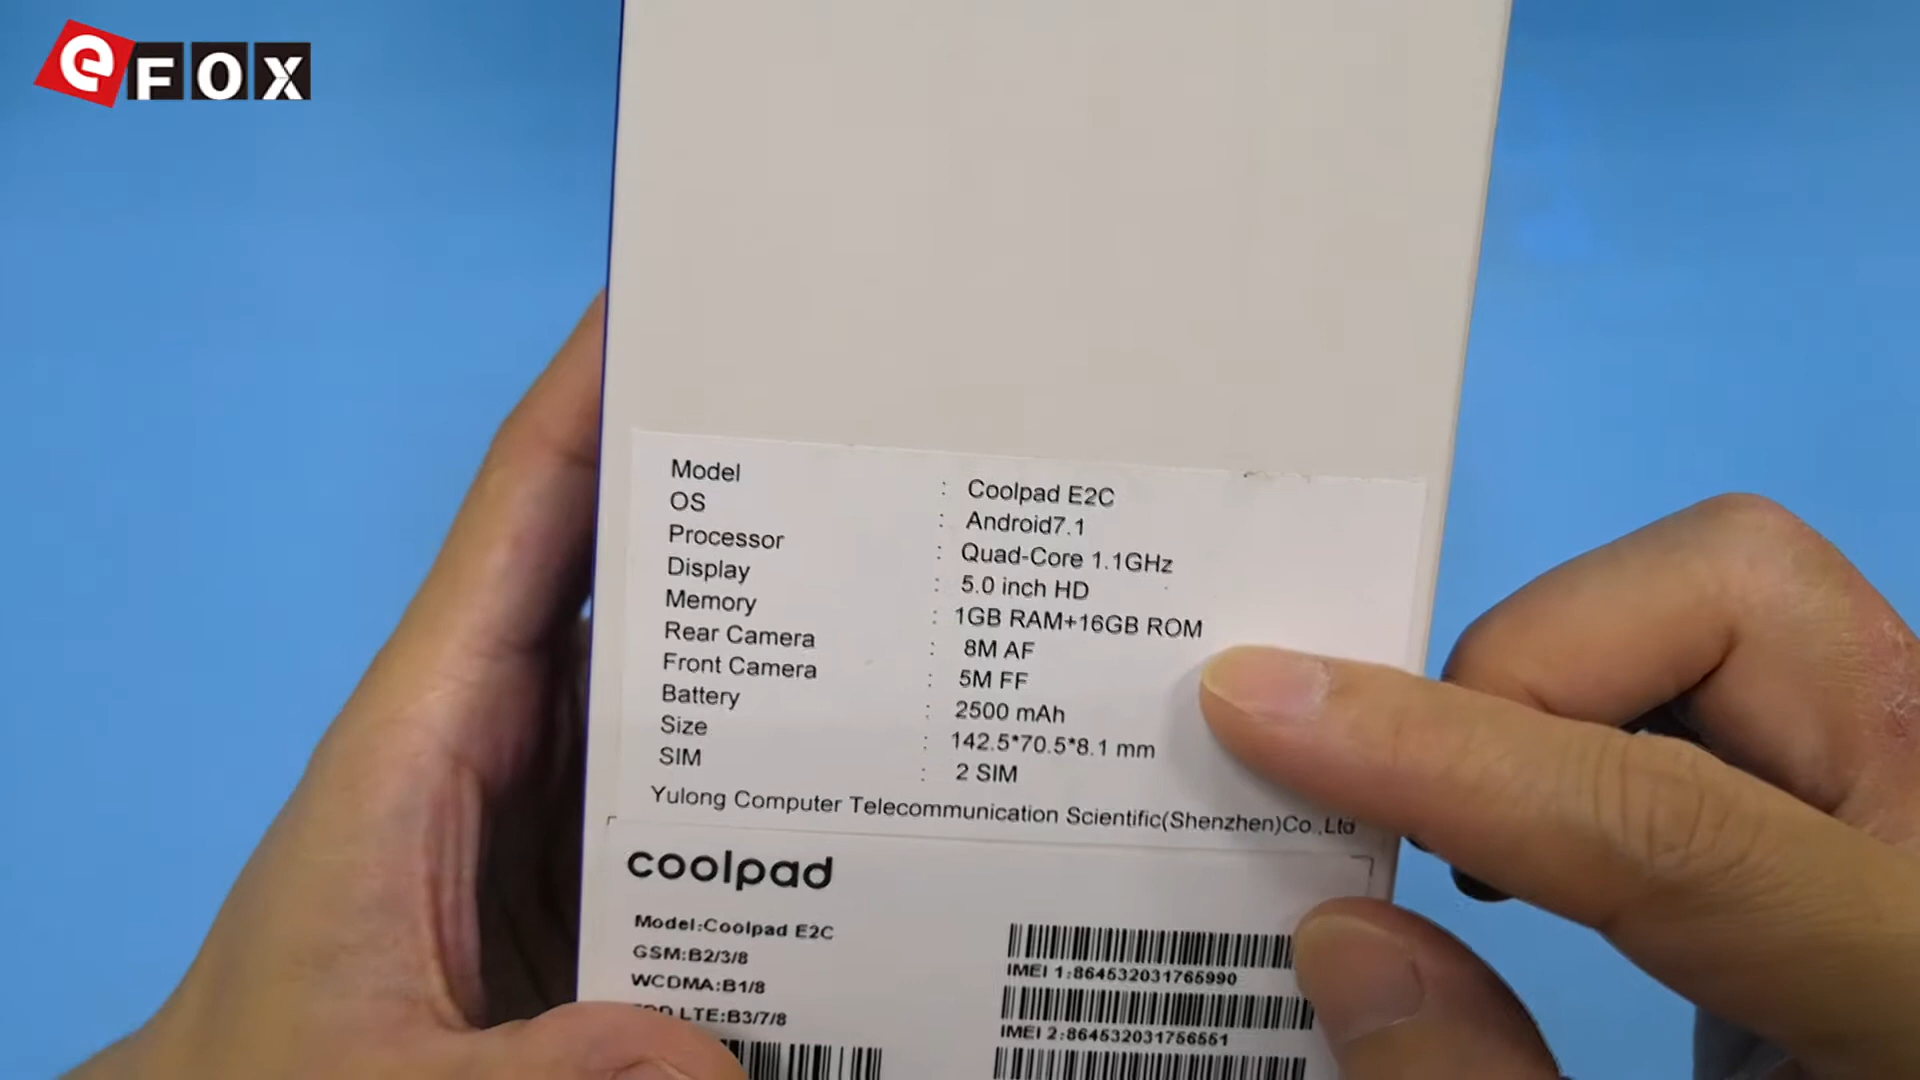 eFOX
Model : Coolpad E2C
OS : Android7.1
Processor : Quad-Core 1.1GHz
Display : 5.0 inch HD
Memory : 1GB RAM+16GB ROM
Rear Camera : 8M AF
Front Camera : 5M FF
Battery : 2500 mAh
Size : 142.5*70.5*8.1 mm
SIM : 2 SIM
Yulong Computer Telecommunication Scientific(Shenzhen)Co.,Ltd
coolpad
Model:Coolpad E2C
GSM:B2/3/8
WCDMA:B1/8
LTE:B3/7/8
IMEI 1:864532031765990
IMEI 2:864532031756551